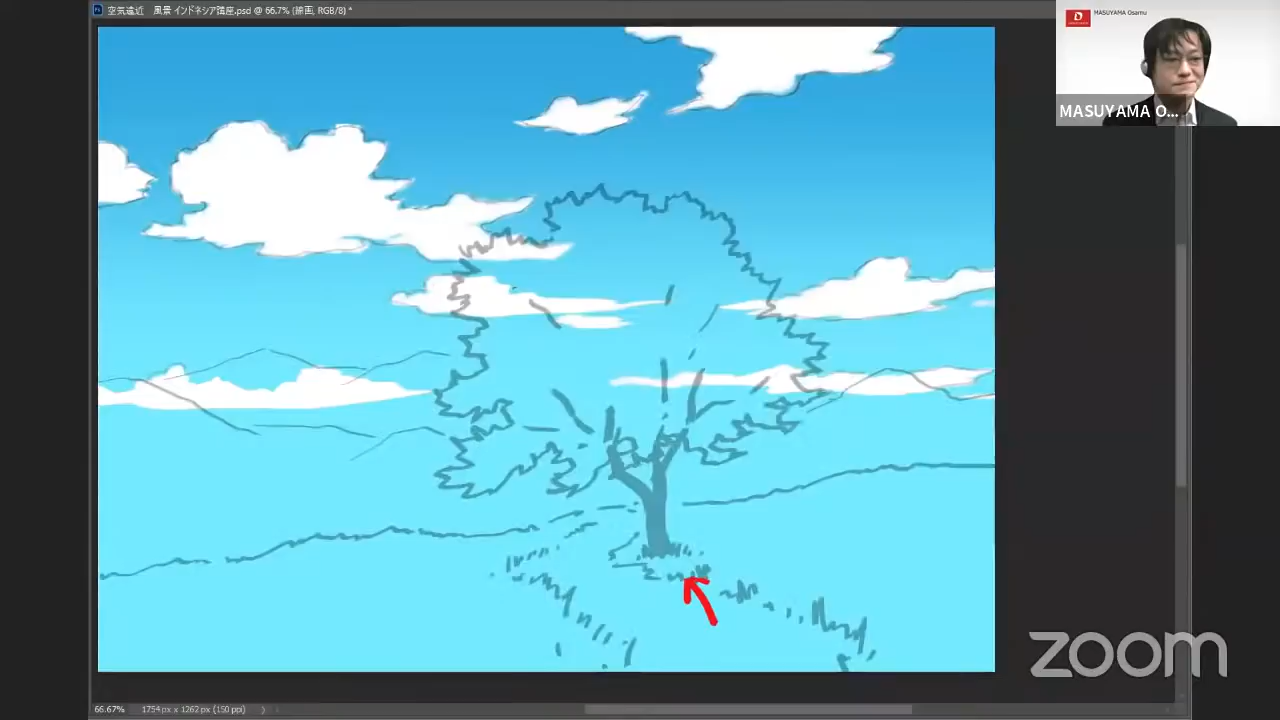 空気遠近 風景 インドネシア講座.psd @ 66.7% (線画, RGB/8) *
MASUYAMA Osamu
MASUYAMA O...
zoom
66.67% 1754 px x 1262 px (150 ppi)